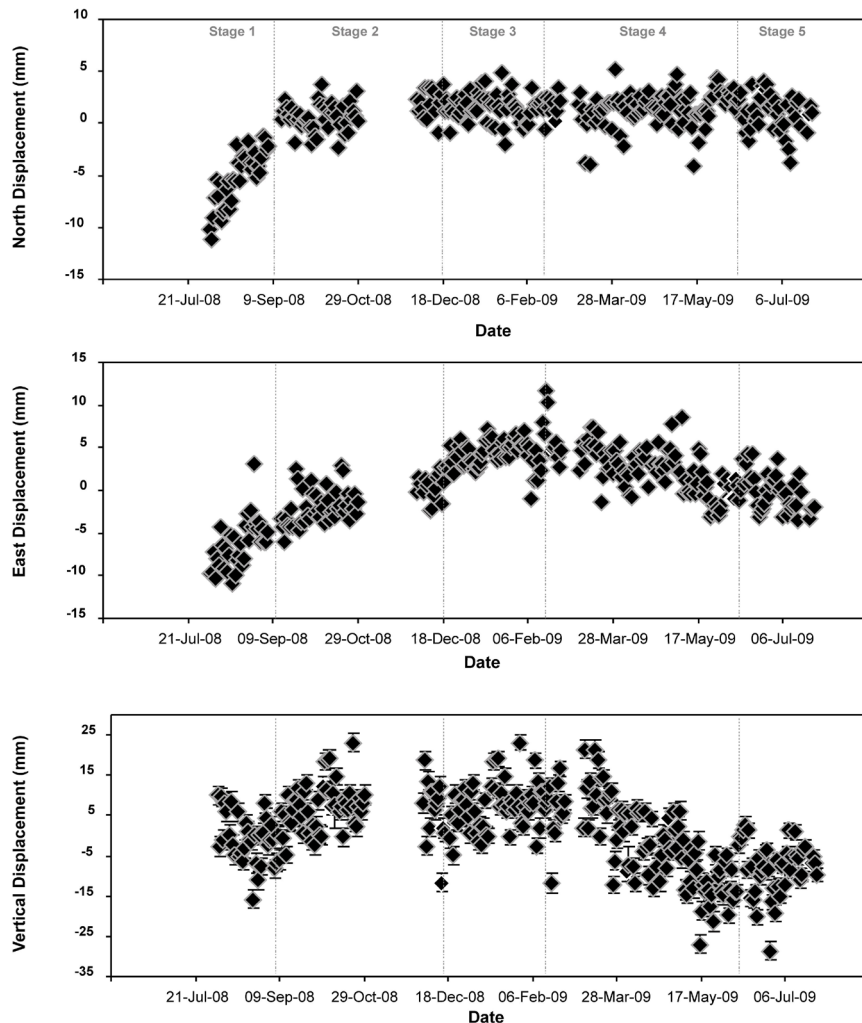 North Displacement (mm)
10
5
0
-5
-10
-15
Stage 1 Stage 2 Stage 3 Stage 4 Stage 5
21-Jul-08 9-Sep-08 29-Oct-08 18-Dec-08 6-Feb-09 28-Mar-09 17-May-09 6-Jul-09
Date
East Displacement (mm)
15
10
5
0
-5
-10
-15
21-Jul-08 09-Sep-08 29-Oct-08 18-Dec-08 06-Feb-09 28-Mar-09 17-May-09 06-Jul-09
Date
Vertical Displacement (mm)
25
15
5
-5
-15
-25
-35
21-Jul-08 09-Sep-08 29-Oct-08 18-Dec-08 06-Feb-09 28-Mar-09 17-May-09 06-Jul-09
Date